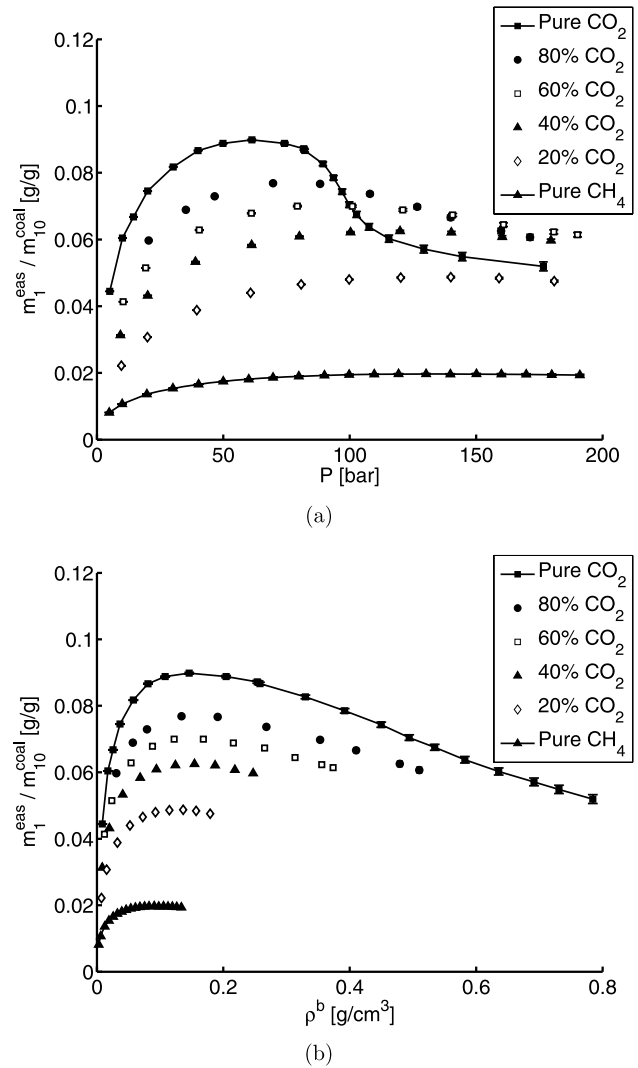 0.12
0.1
0.08
0.06
0.04
0.02
0
m₁ᵉᵃˢ / m₁₀ᶜᵒᵃˡ [g/g]
Pure CO₂
80% CO₂
60% CO₂
40% CO₂
20% CO₂
Pure CH₄
0 50 100 150 200
P [bar]
(a)
0.12
0.1
0.08
0.06
0.04
0.02
0
m₁ᵉᵃˢ / m₁₀ᶜᵒᵃˡ [g/g]
Pure CO₂
80% CO₂
60% CO₂
40% CO₂
20% CO₂
Pure CH₄
0 0.2 0.4 0.6 0.8
ρᵇ [g/cm³]
(b)